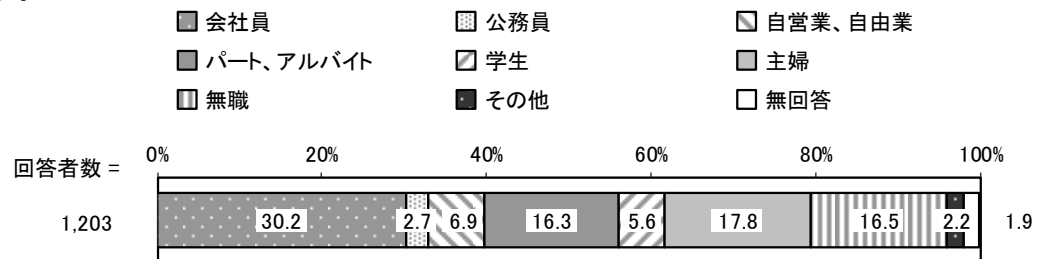 会社員 公務員 自営業、自由業
パート、アルバイト 学生 主婦
無職 その他 無回答
回答者数 = 0% 20% 40% 60% 80% 100%
1,203 30.2 2.7 6.9 16.3 5.6 17.8 16.5 2.2 1.9